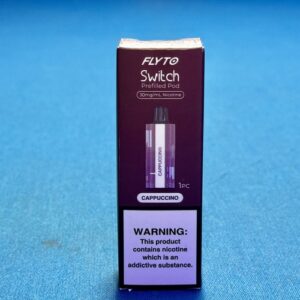 FLYTO
Switch
Prefilled Pod
30mg/mL Nicotine
CAPPUCCINO
1PC
CAPPUCCINO
WARNING:
This product
contains nicotine
which is an
addictive substance.